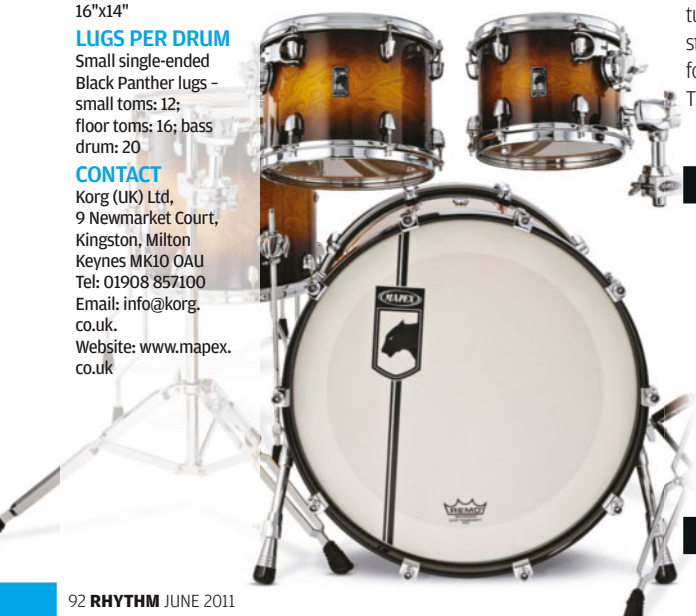 16"x14"
LUGS PER DRUM
Small single-ended
Black Panther lugs –
small toms: 12;
floor toms: 16; bass
drum: 20
CONTACT
Korg (UK) Ltd,
9 Newmarket Court,
Kingston, Milton
Keynes MK10 OAU
Tel: 01908 857100
Email: info@korg.
co.uk.
Website: www.mapex.
co.uk
MAPEX
REMO
92 RHYTHM JUNE 2011